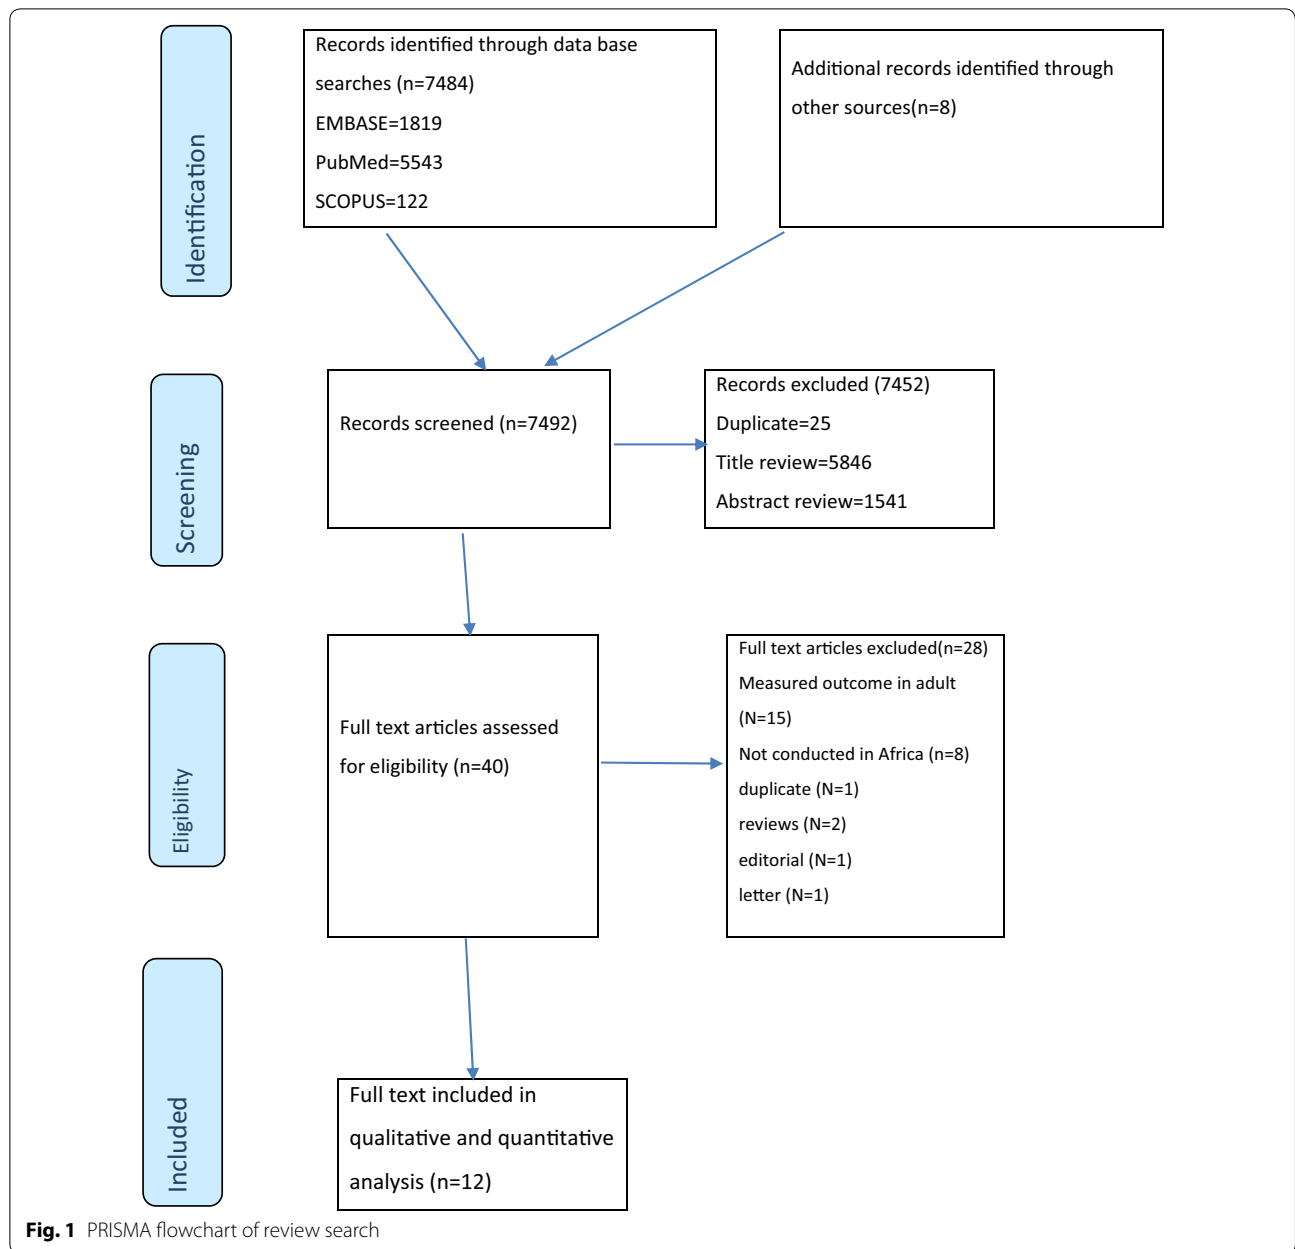 Identification
Records identified through data base
searches (n=7484)
EMBASE=1819
PubMed=5543
SCOPUS=122
Additional records identified through
other sources(n=8)
Screening
Records screened (n=7492)
Records excluded (7452)
Duplicate=25
Title review=5846
Abstract review=1541
Eligibility
Full text articles assessed
for eligibility (n=40)
Full text articles excluded(n=28)
Measured outcome in adult
(N=15)
Not conducted in Africa (n=8)
duplicate (N=1)
reviews (N=2)
editorial (N=1)
letter (N=1)
Included
Full text included in
qualitative and quantitative
analysis (n=12)
Fig. 1 PRISMA flowchart of review search